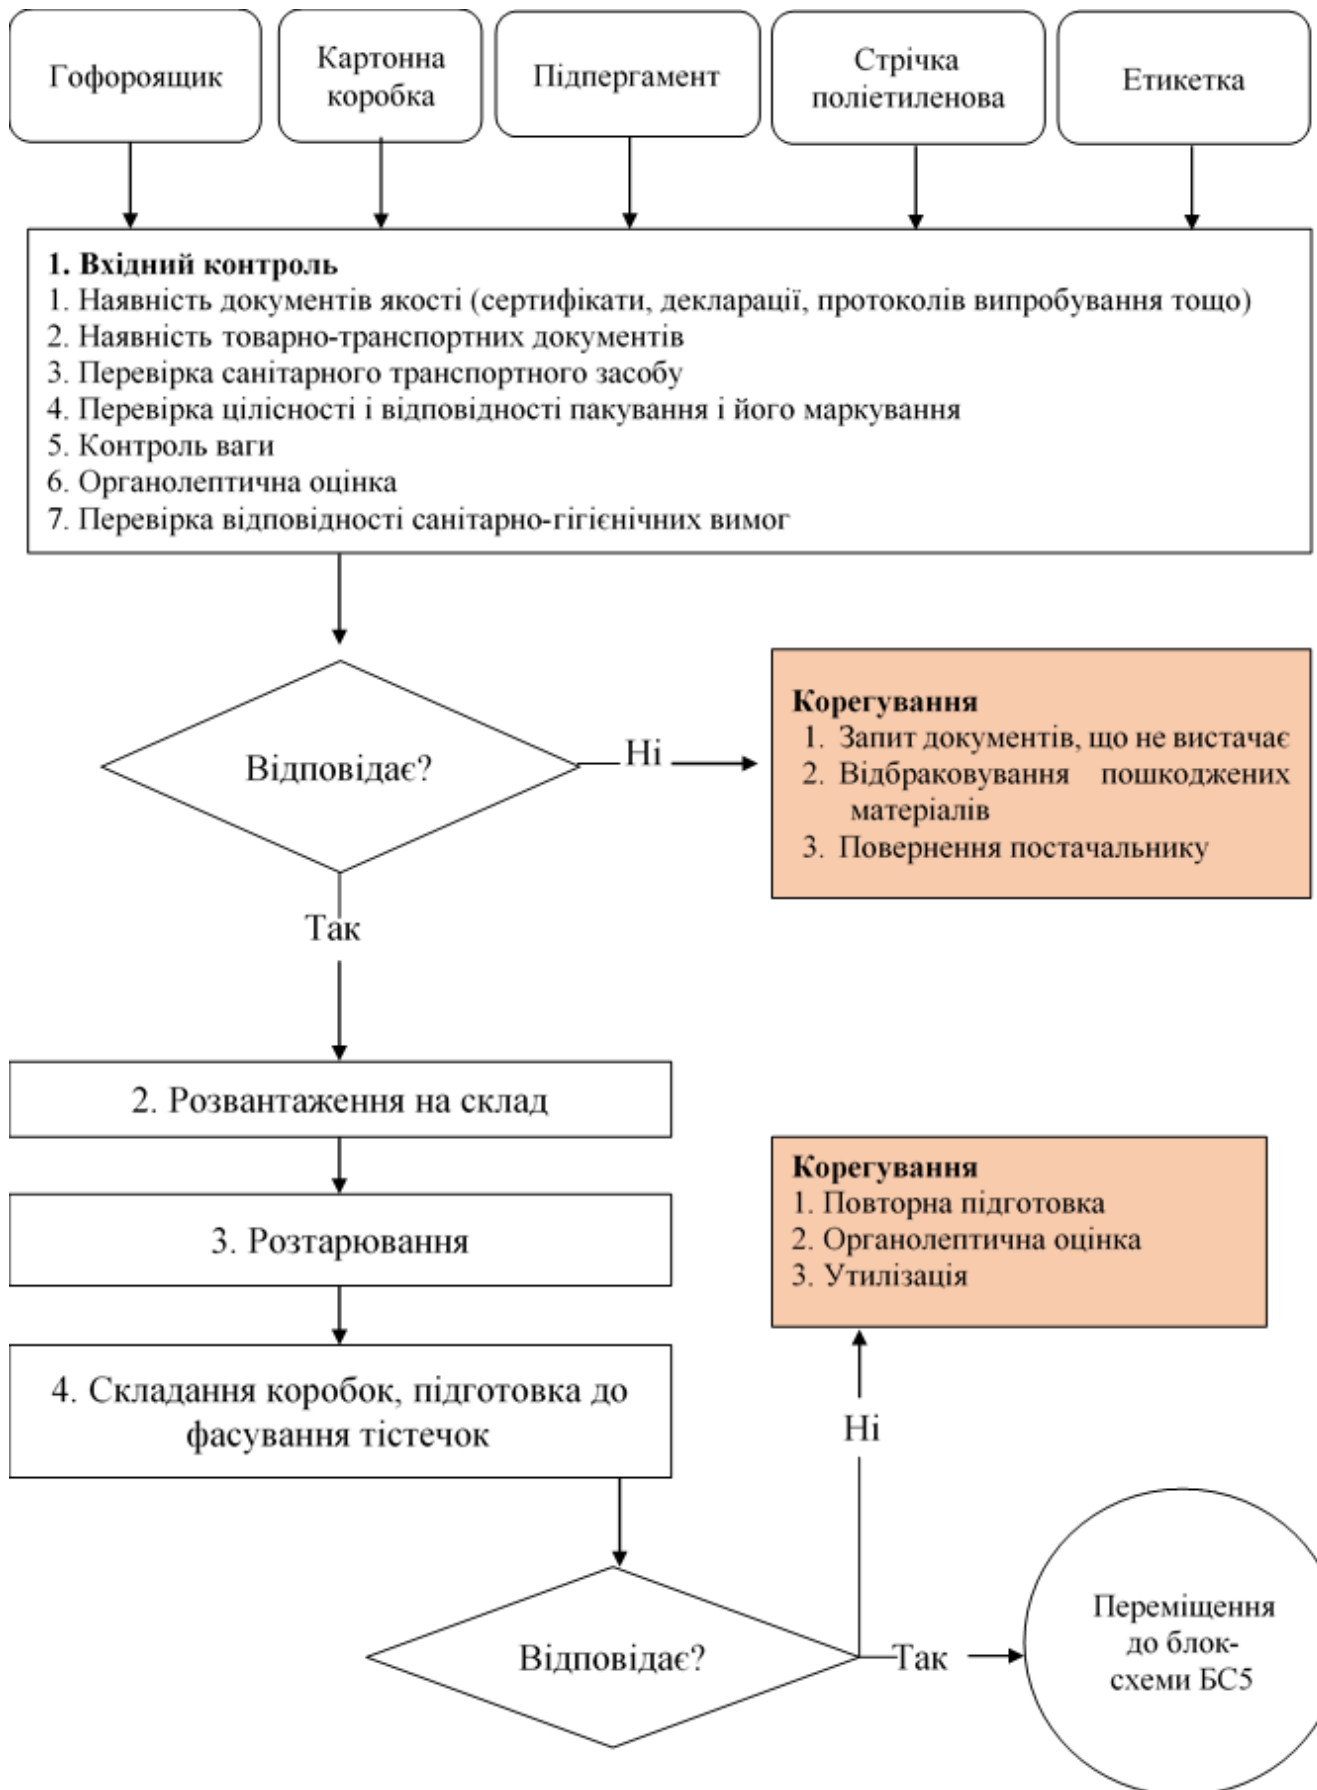 Гофороящик
Картонна
коробка
Підпергамент
Стрічка
поліетиленова
Етикетка
1. Вхідний контроль
1. Наявність документів якості (сертифікати, декларації, протоколів випробування тощо)
2. Наявність товарно-транспортних документів
3. Перевірка санітарного транспортного засобу
4. Перевірка цілісності і відповідності пакування і його маркування
5. Контроль ваги
6. Органолептична оцінка
7. Перевірка відповідності санітарно-гігієнічних вимог
Відповідає?
Ні
Корегування
1. Запит документів, що не вистачає
2. Відбраковування пошкоджених
матеріалів
3. Повернення постачальнику
Так
2. Розвантаження на склад
3. Розтарювання
4. Складання коробок, підготовка до
фасування тістечок
Корегування
1. Повторна підготовка
2. Органолептична оцінка
3. Утилізація
Ні
Відповідає?
Так
Переміщення
до блок-
схеми БС5